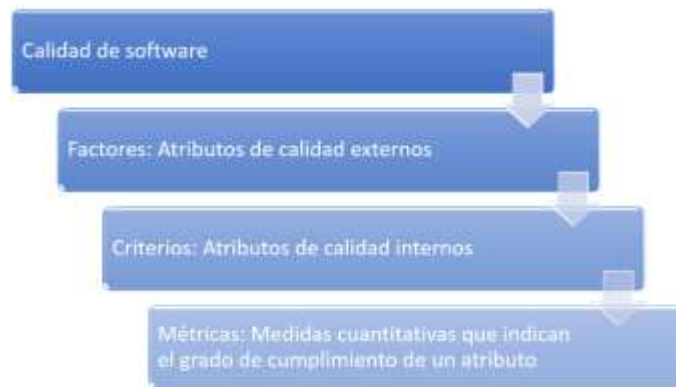 Calidad de software
Factores: Atributos de calidad externos
Criterios: Atributos de calidad internos
Métricas: Medidas cuantitativas que indican
el grado de cumplimiento de un atributo